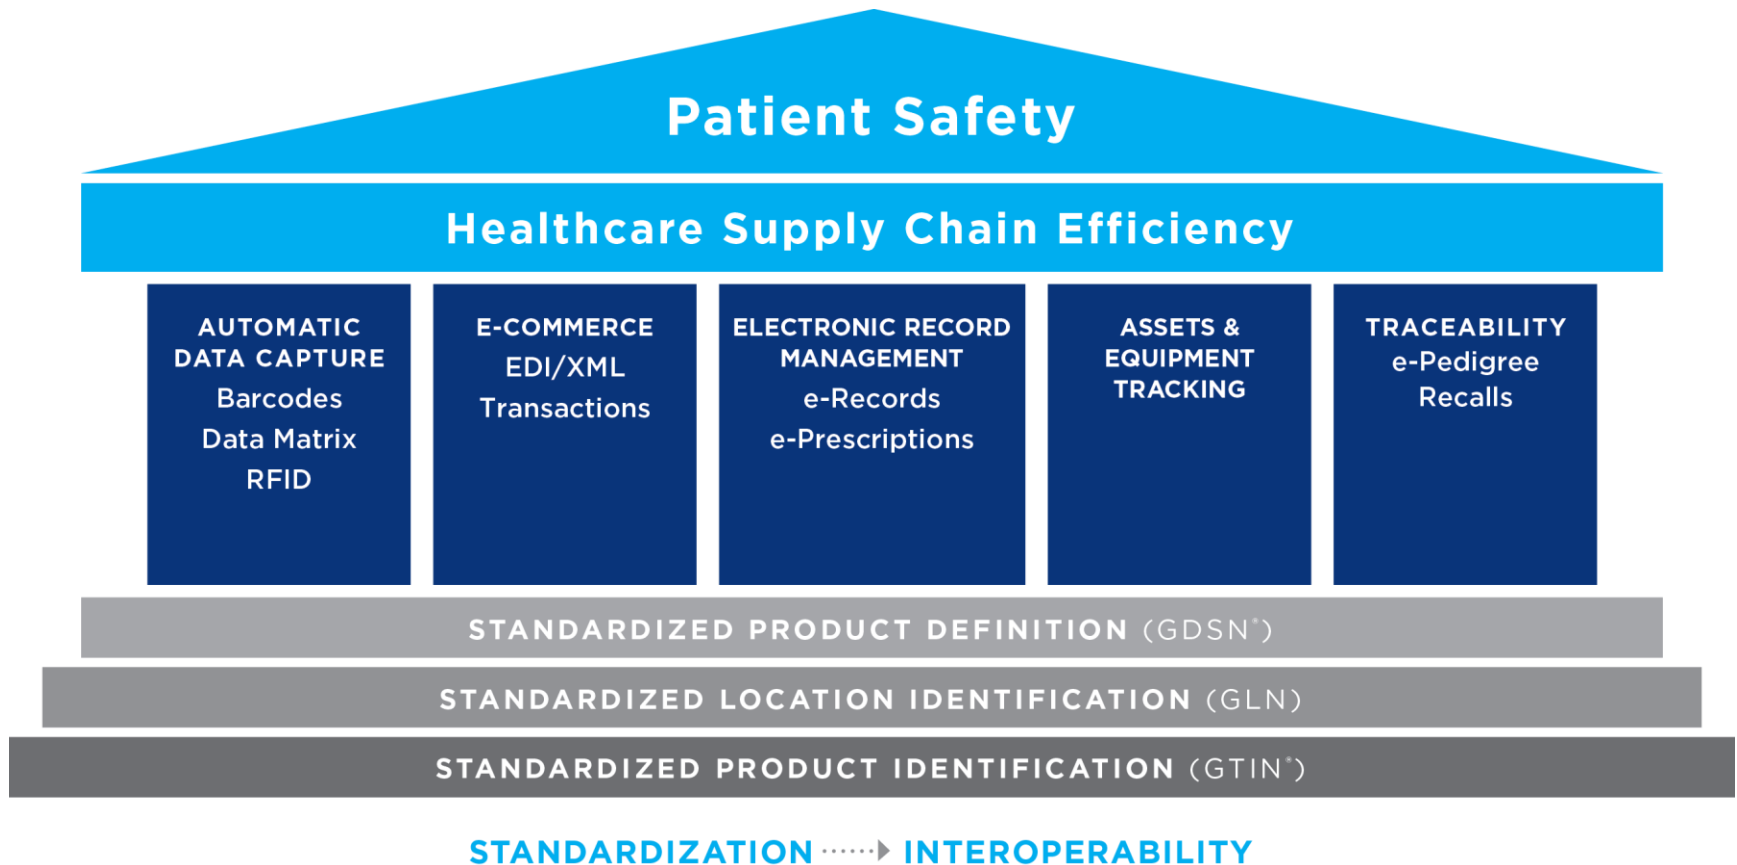 Patient Safety
Healthcare Supply Chain Efficiency
AUTOMATIC
DATA CAPTURE
Barcodes
Data Matrix
RFID
E-COMMERCE
EDI/XML
Transactions
ELECTRONIC RECORD
MANAGEMENT
e-Records
e-Prescriptions
ASSETS &
EQUIPMENT
TRACKING
TRACEABILITY
e-Pedigree
Recalls
STANDARDIZED PRODUCT DEFINITION (GDSN®)
STANDARDIZED LOCATION IDENTIFICATION (GLN)
STANDARDIZED PRODUCT IDENTIFICATION (GTIN®)
STANDARDIZATION ······▶ INTEROPERABILITY